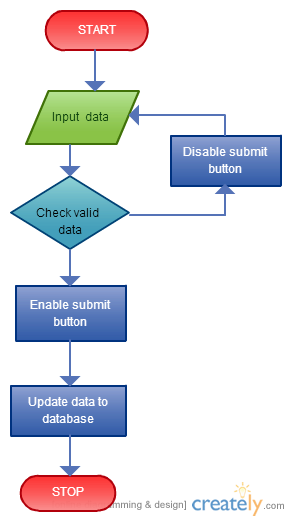 START
Input data
Disable submit
button
Check valid
data
Enable submit
button
Update data to
database
STOP
& design]
creately.com